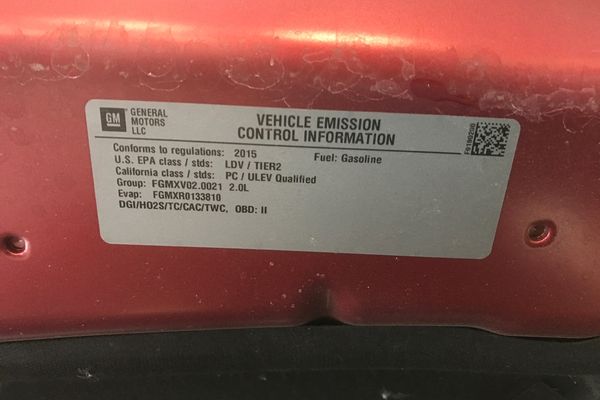 GM
GENERAL
MOTORS
LLC
VEHICLE EMISSION
CONTROL INFORMATION
Conforms to regulations: 2015 Fuel: Gasoline
U.S. EPA class / stds: LDV / TIER2
California class / stds: PC / ULEV Qualified
Group: FGMXV02.0021 2.0L
Evap: FGMXR0133810
DGI/HO2S/TC/CAC/TWC, OBD: II